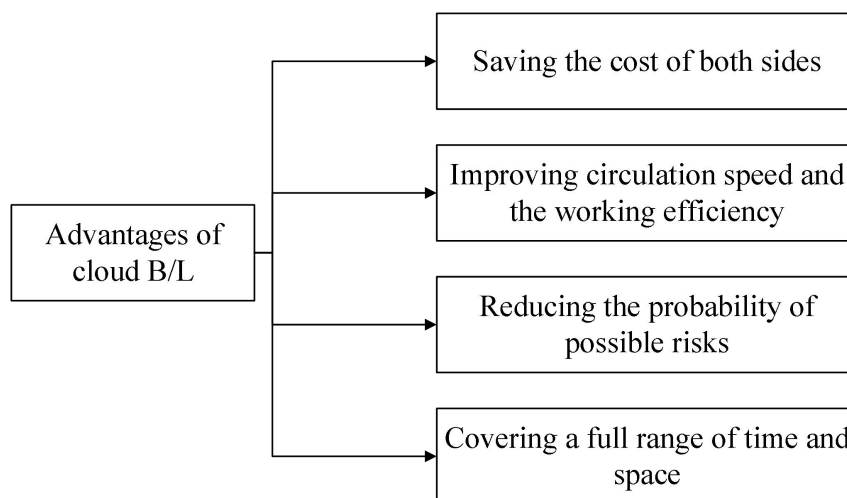 Saving the cost of both sides
Improving circulation speed and
the working efficiency
Advantages of
cloud B/L
Reducing the probability of
possible risks
Covering a full range of time and
space